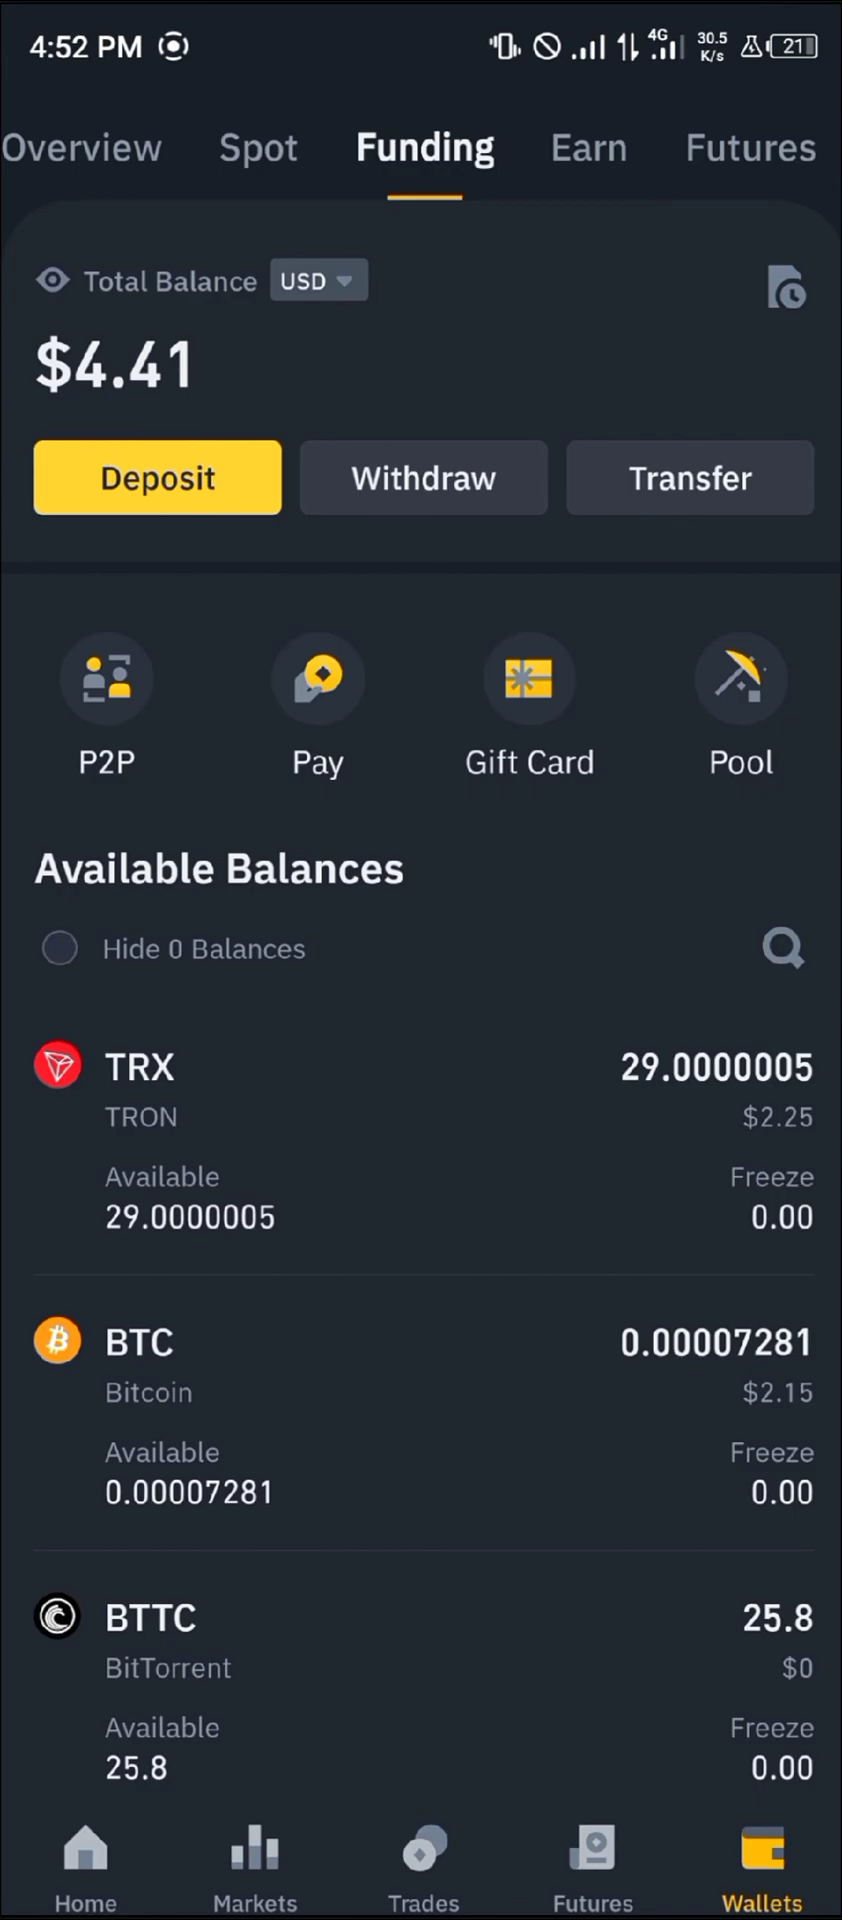 4:52 PM
4G 30.5 K/s 21
Overview Spot Funding Earn Futures
Total Balance USD
$4.41
Deposit Withdraw Transfer
P2P Pay Gift Card Pool
Available Balances
Hide 0 Balances
TRX 29.0000005
TRON $2.25
Available Freeze
29.0000005 0.00
BTC 0.00007281
Bitcoin $2.15
Available Freeze
0.00007281 0.00
BTTC 25.8
BitTorrent $0
Available Freeze
25.8 0.00
Home Markets Trades Futures Wallets